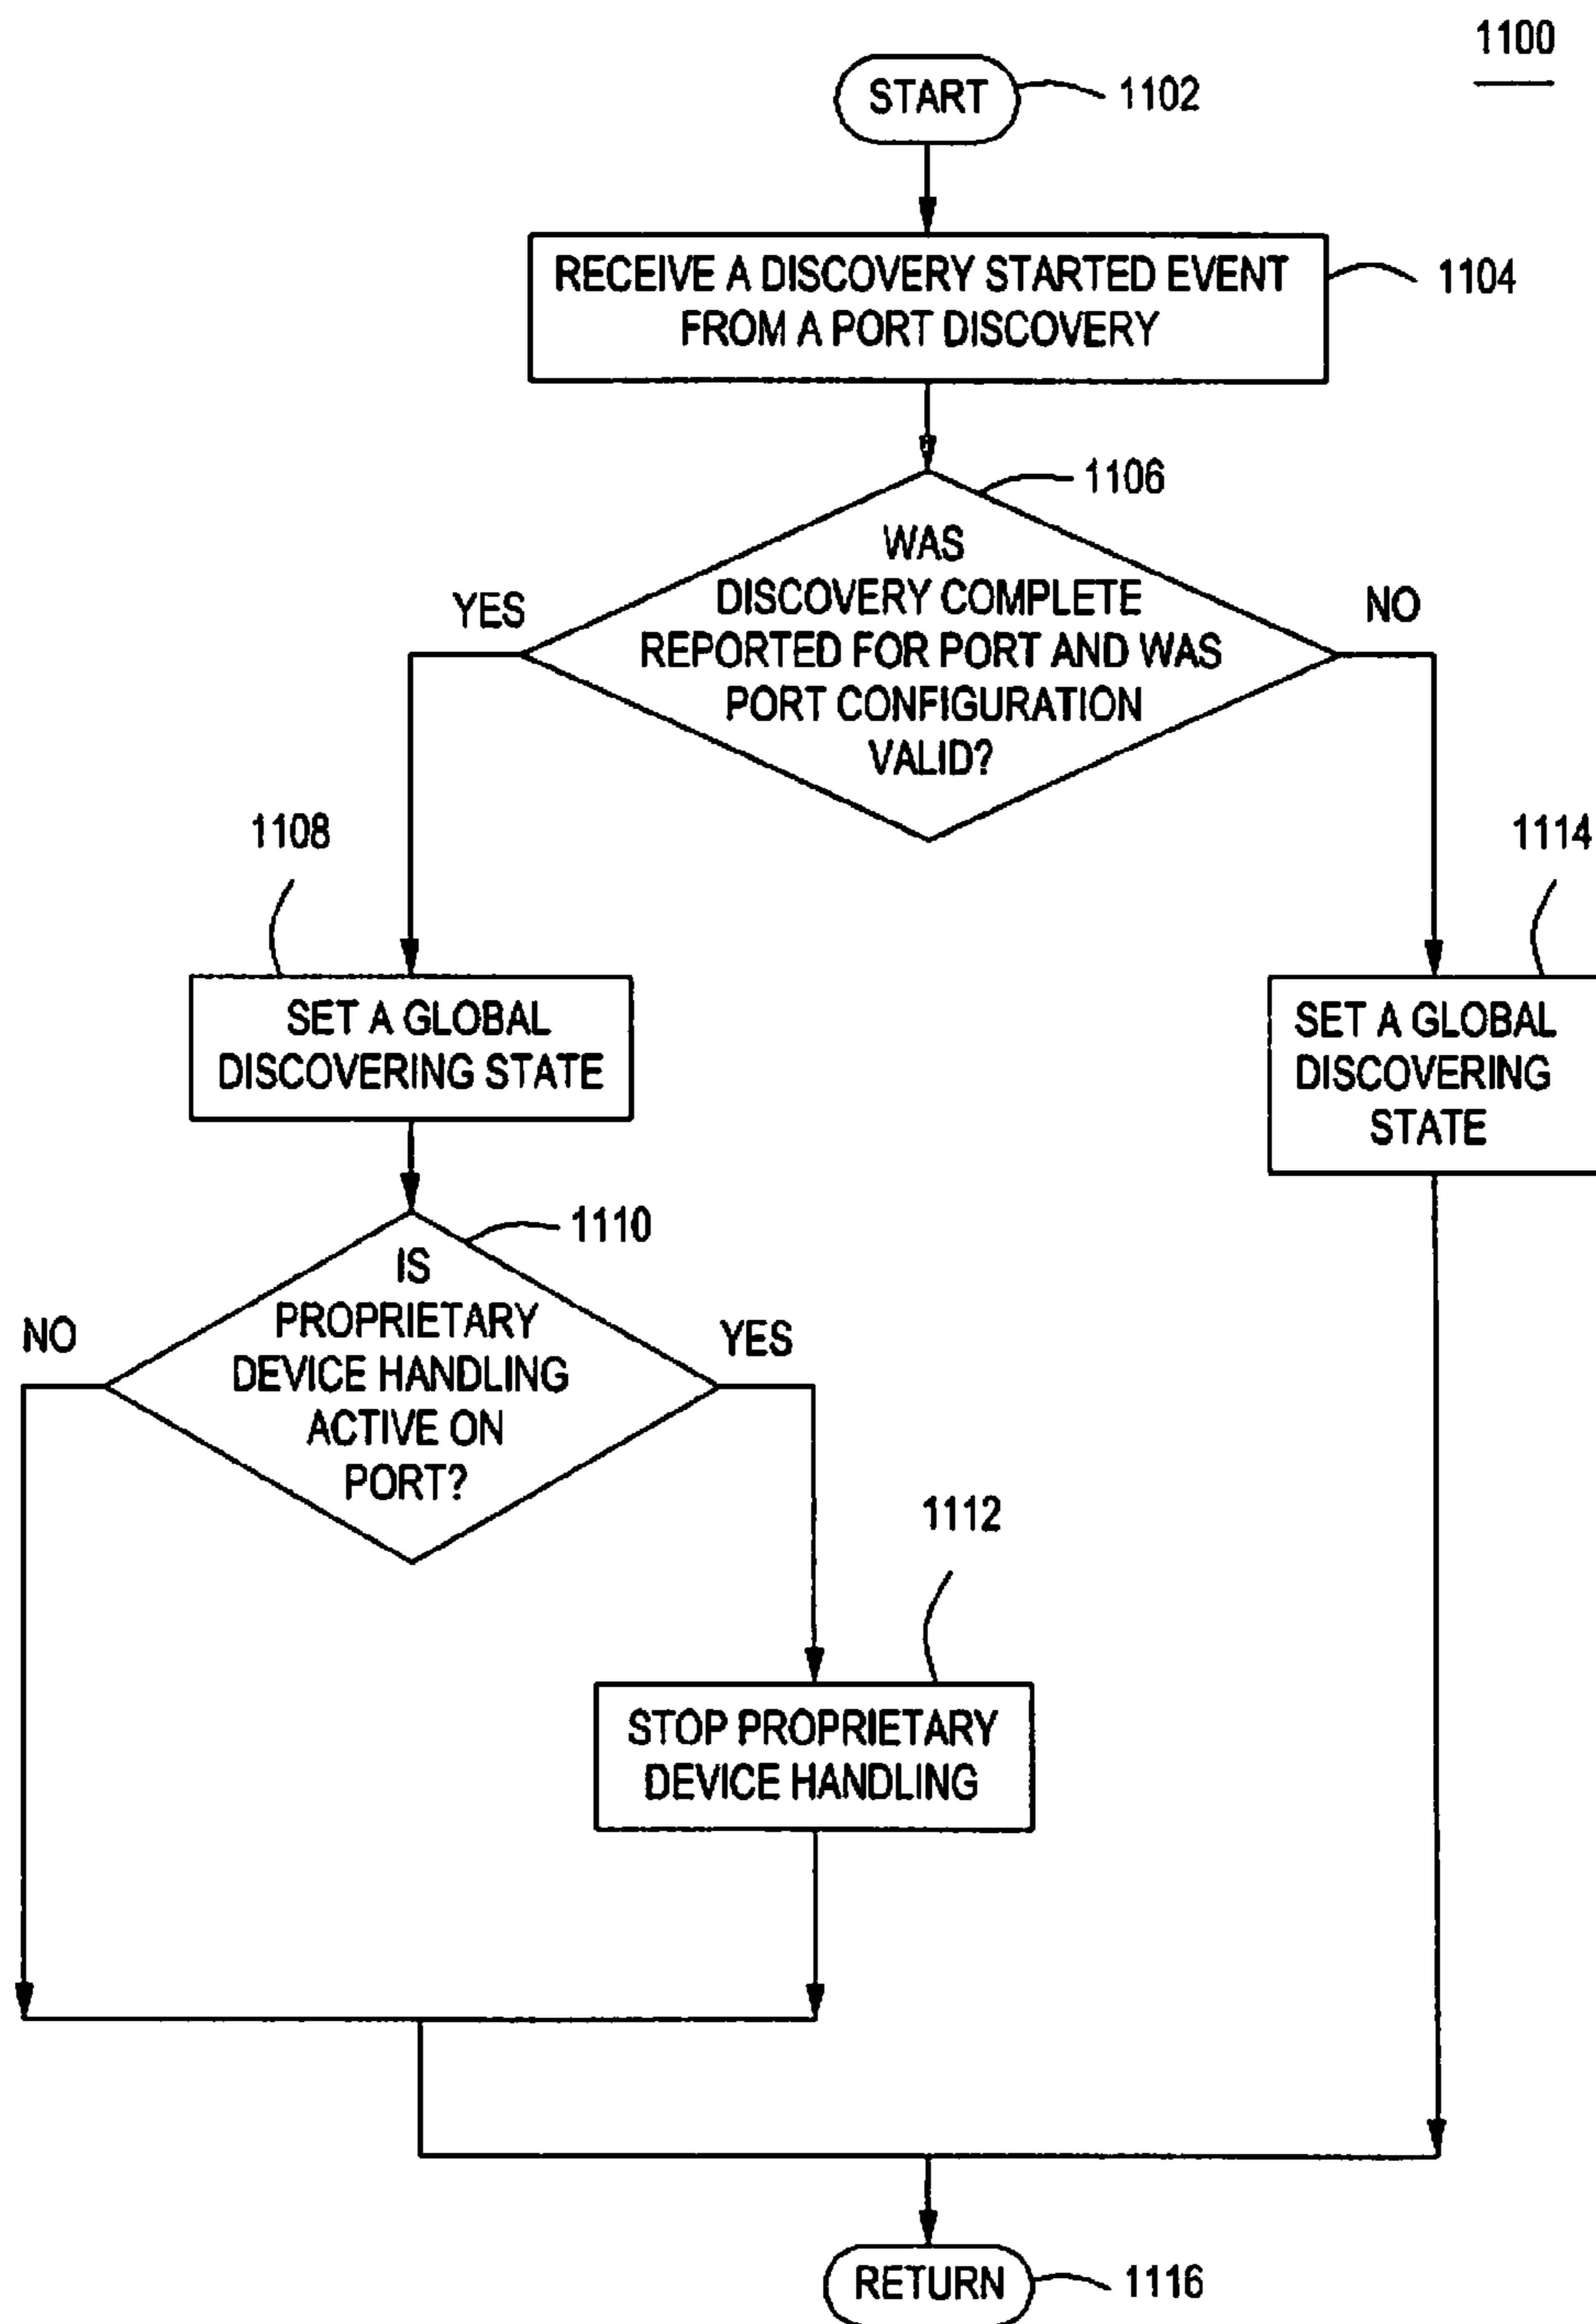 1100
START
1102
RECEIVE A DISCOVERY STARTED EVENT
FROM A PORT DISCOVERY
1104
1106
WAS
DISCOVERY COMPLETE
REPORTED FOR PORT AND WAS
PORT CONFIGURATION
VALID?
YES
NO
1108
1114
SET A GLOBAL
DISCOVERING STATE
SET A GLOBAL
DISCOVERING
STATE
1110
IS
PROPRIETARY
DEVICE HANDLING
ACTIVE ON
PORT?
NO
YES
1112
STOP PROPRIETARY
DEVICE HANDLING
RETURN
1116